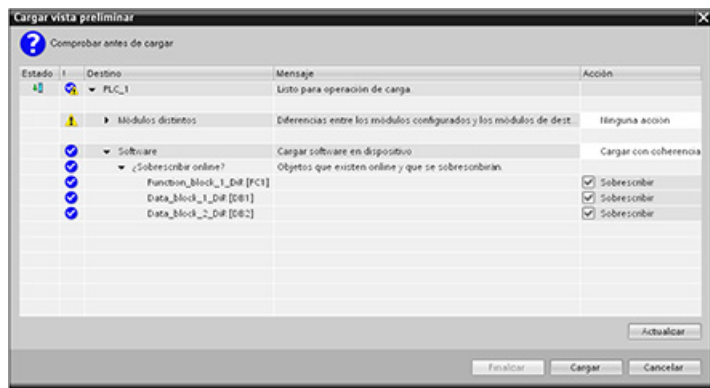 Cargar vista preliminar
Comprobar antes de cargar
Estado ! Destino Mensaje Acción
PLC_1 Listo para operación de carga
Módulos distintos Diferencias entre los módulos configurados y los módulos de dest... Ninguna acción
Software Cargar software en dispositivo Cargar con coherencia
¿Sobrescribir online? Objetos que existen online y que se sobrescribirán.
Function_block_1_Dif [FC1] Sobrescribir
Data_block_1_Dif [DB1] Sobrescribir
Data_block_2_Dif [DB2] Sobrescribir
Actualizar
Finalizar Cargar Cancelar